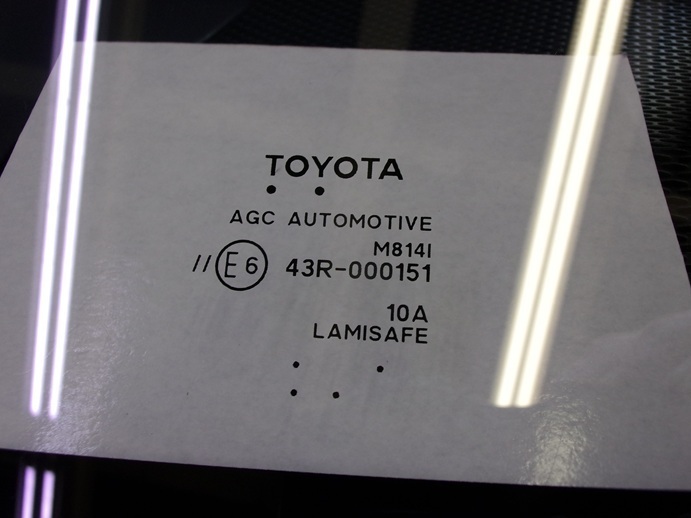 TOYOTA
AGC AUTOMOTIVE
M814I
// E6 43R-000151
10A
LAMISAFE